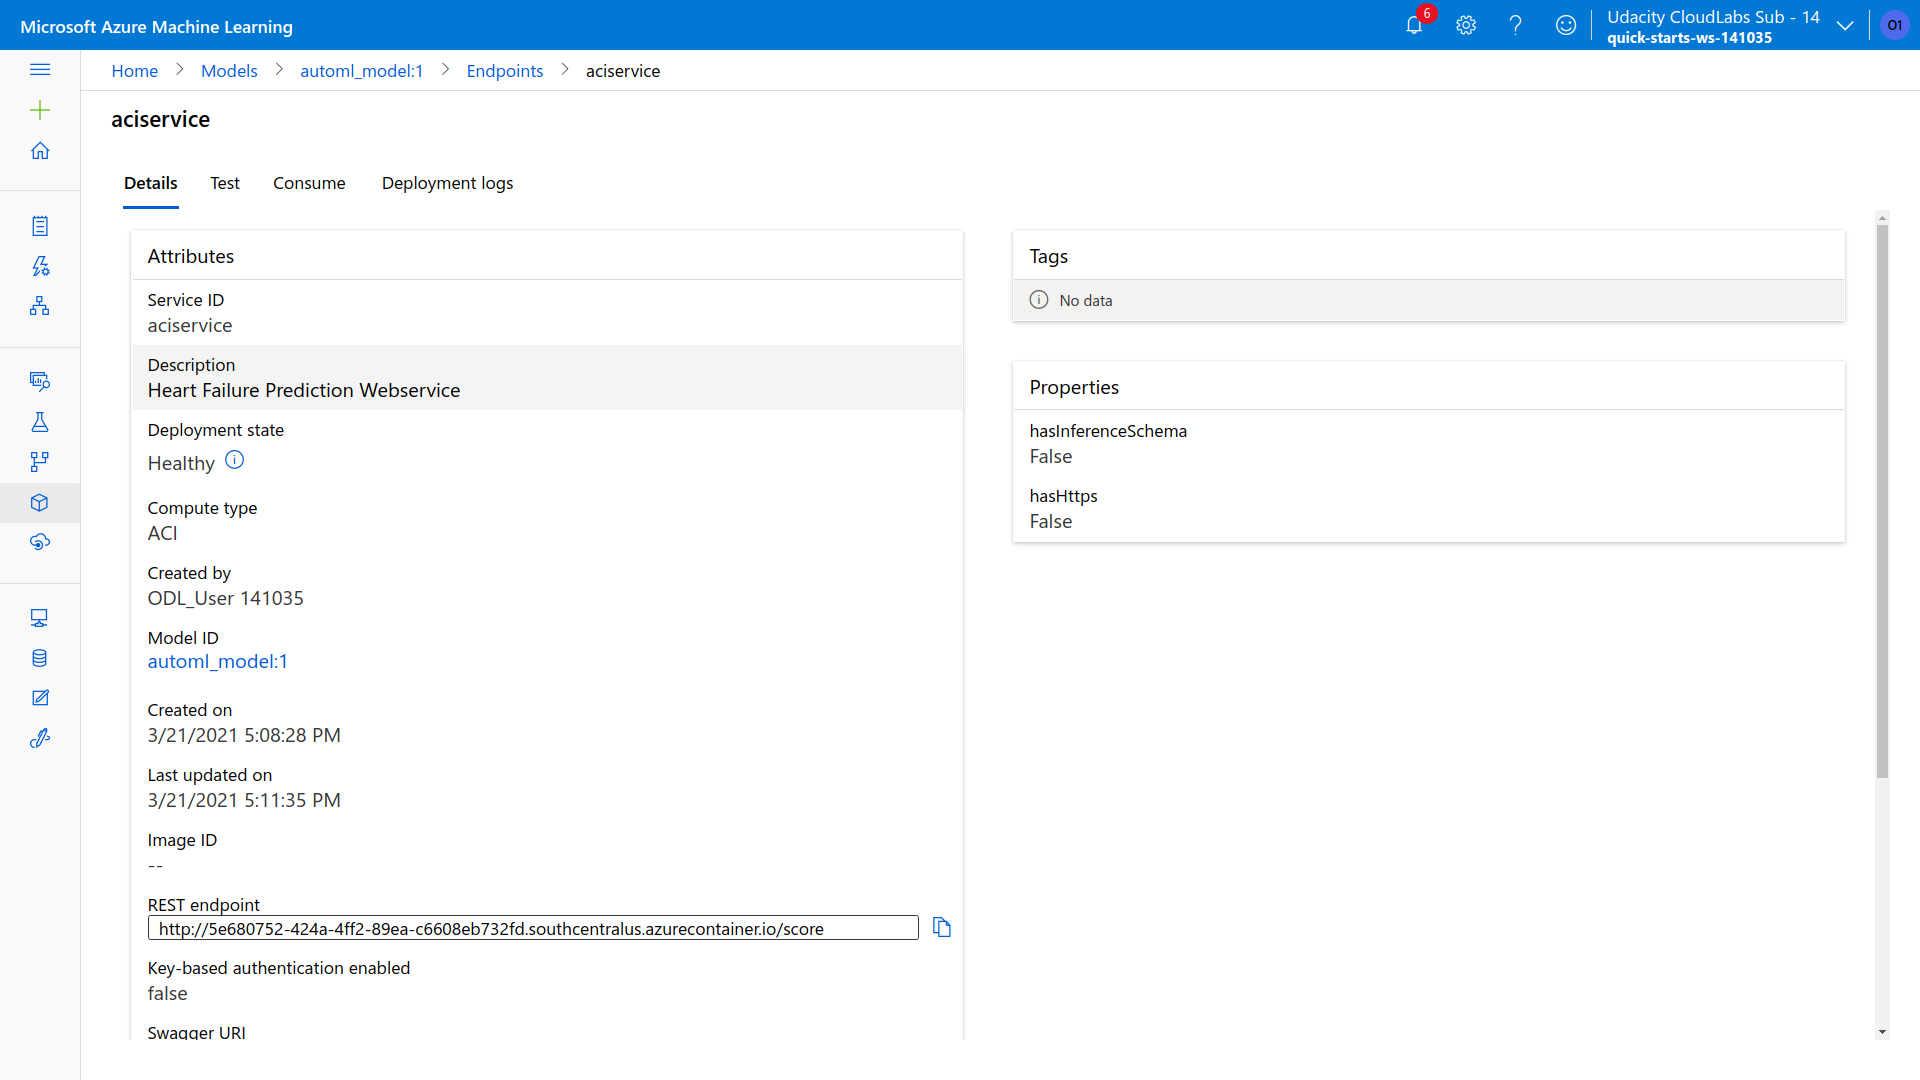 Microsoft Azure Machine Learning
6
Udacity CloudLabs Sub - 14
quick-starts-ws-141035
O1
Home > Models > automl_model:1 > Endpoints > aciservice
aciservice
Details Test Consume Deployment logs
Attributes
Service ID
aciservice
Description
Heart Failure Prediction Webservice
Deployment state
Healthy
Compute type
ACI
Created by
ODL_User 141035
Model ID
automl_model:1
Created on
3/21/2021 5:08:28 PM
Last updated on
3/21/2021 5:11:35 PM
Image ID
--
REST endpoint
http://5e680752-424a-4ff2-89ea-c6608eb732fd.southcentralus.azurecontainer.io/score
Key-based authentication enabled
false
Swagger URI
Tags
No data
Properties
hasInferenceSchema
False
hasHttps
False